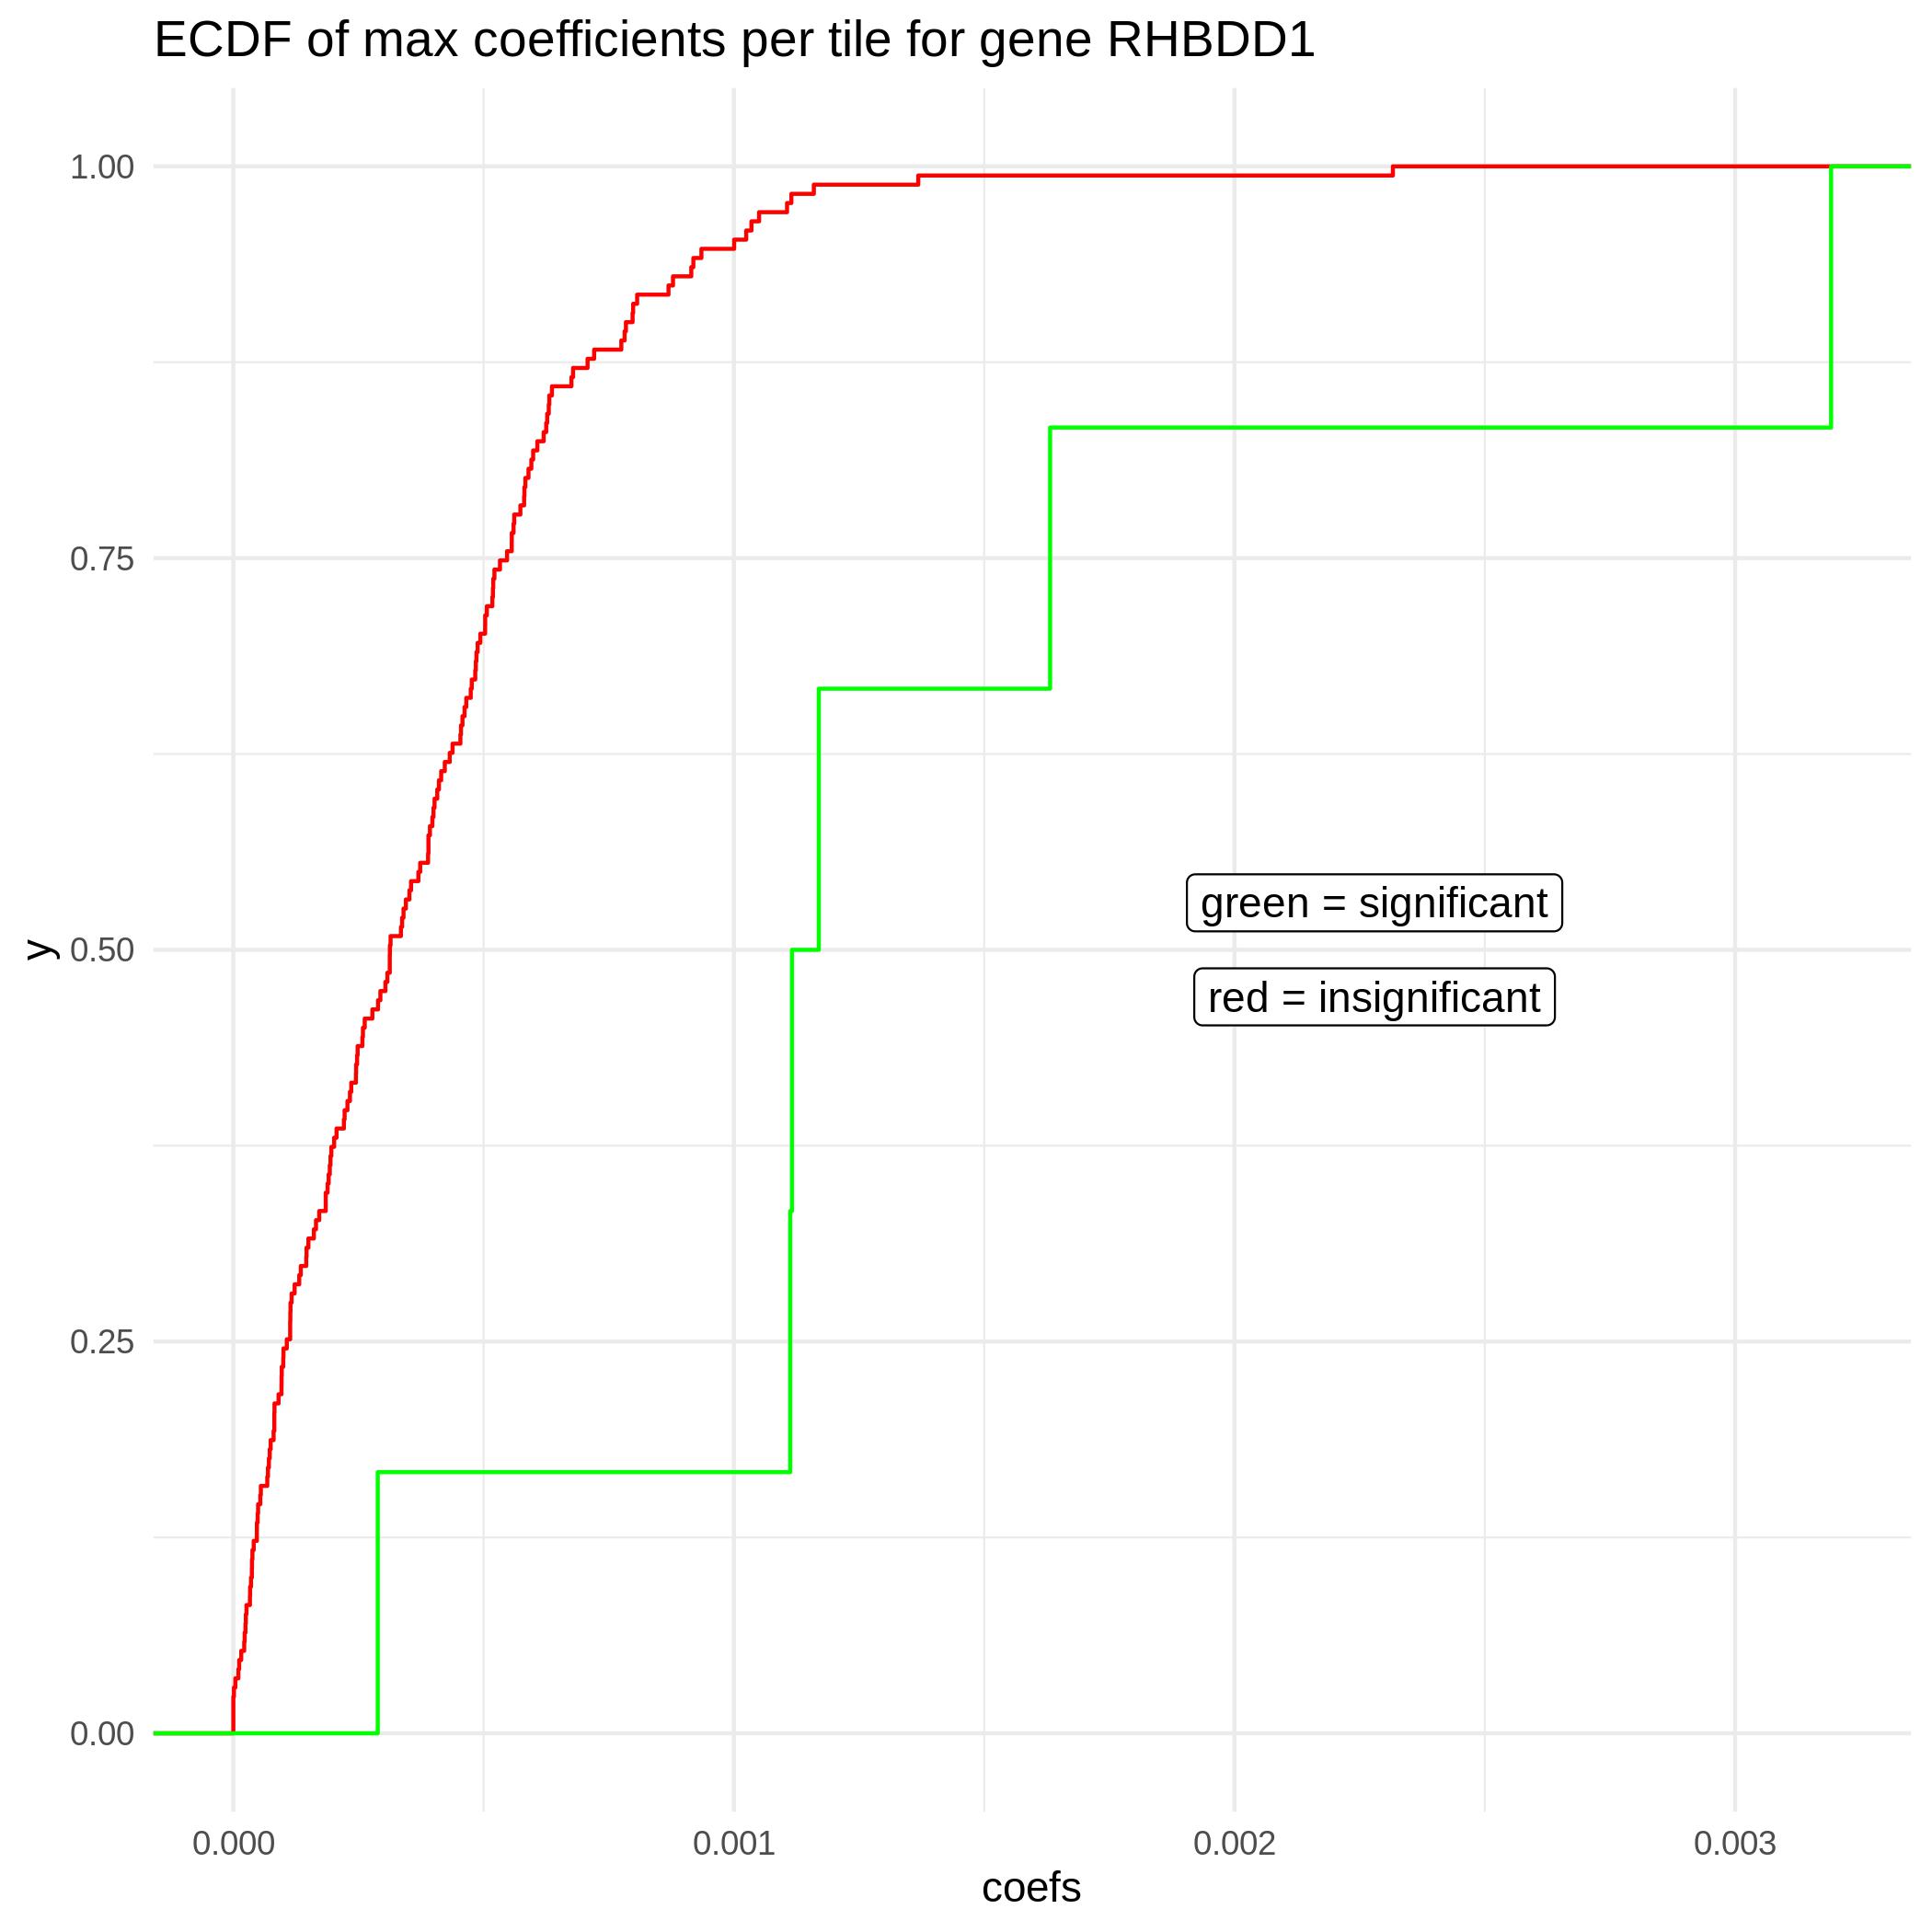 ECDF of max coefficients per tile for gene RHBDD1
1.00
0.75
0.50
0.25
0.00
y
green = significant
red = insignificant
0.000 0.001 0.002 0.003
coefs